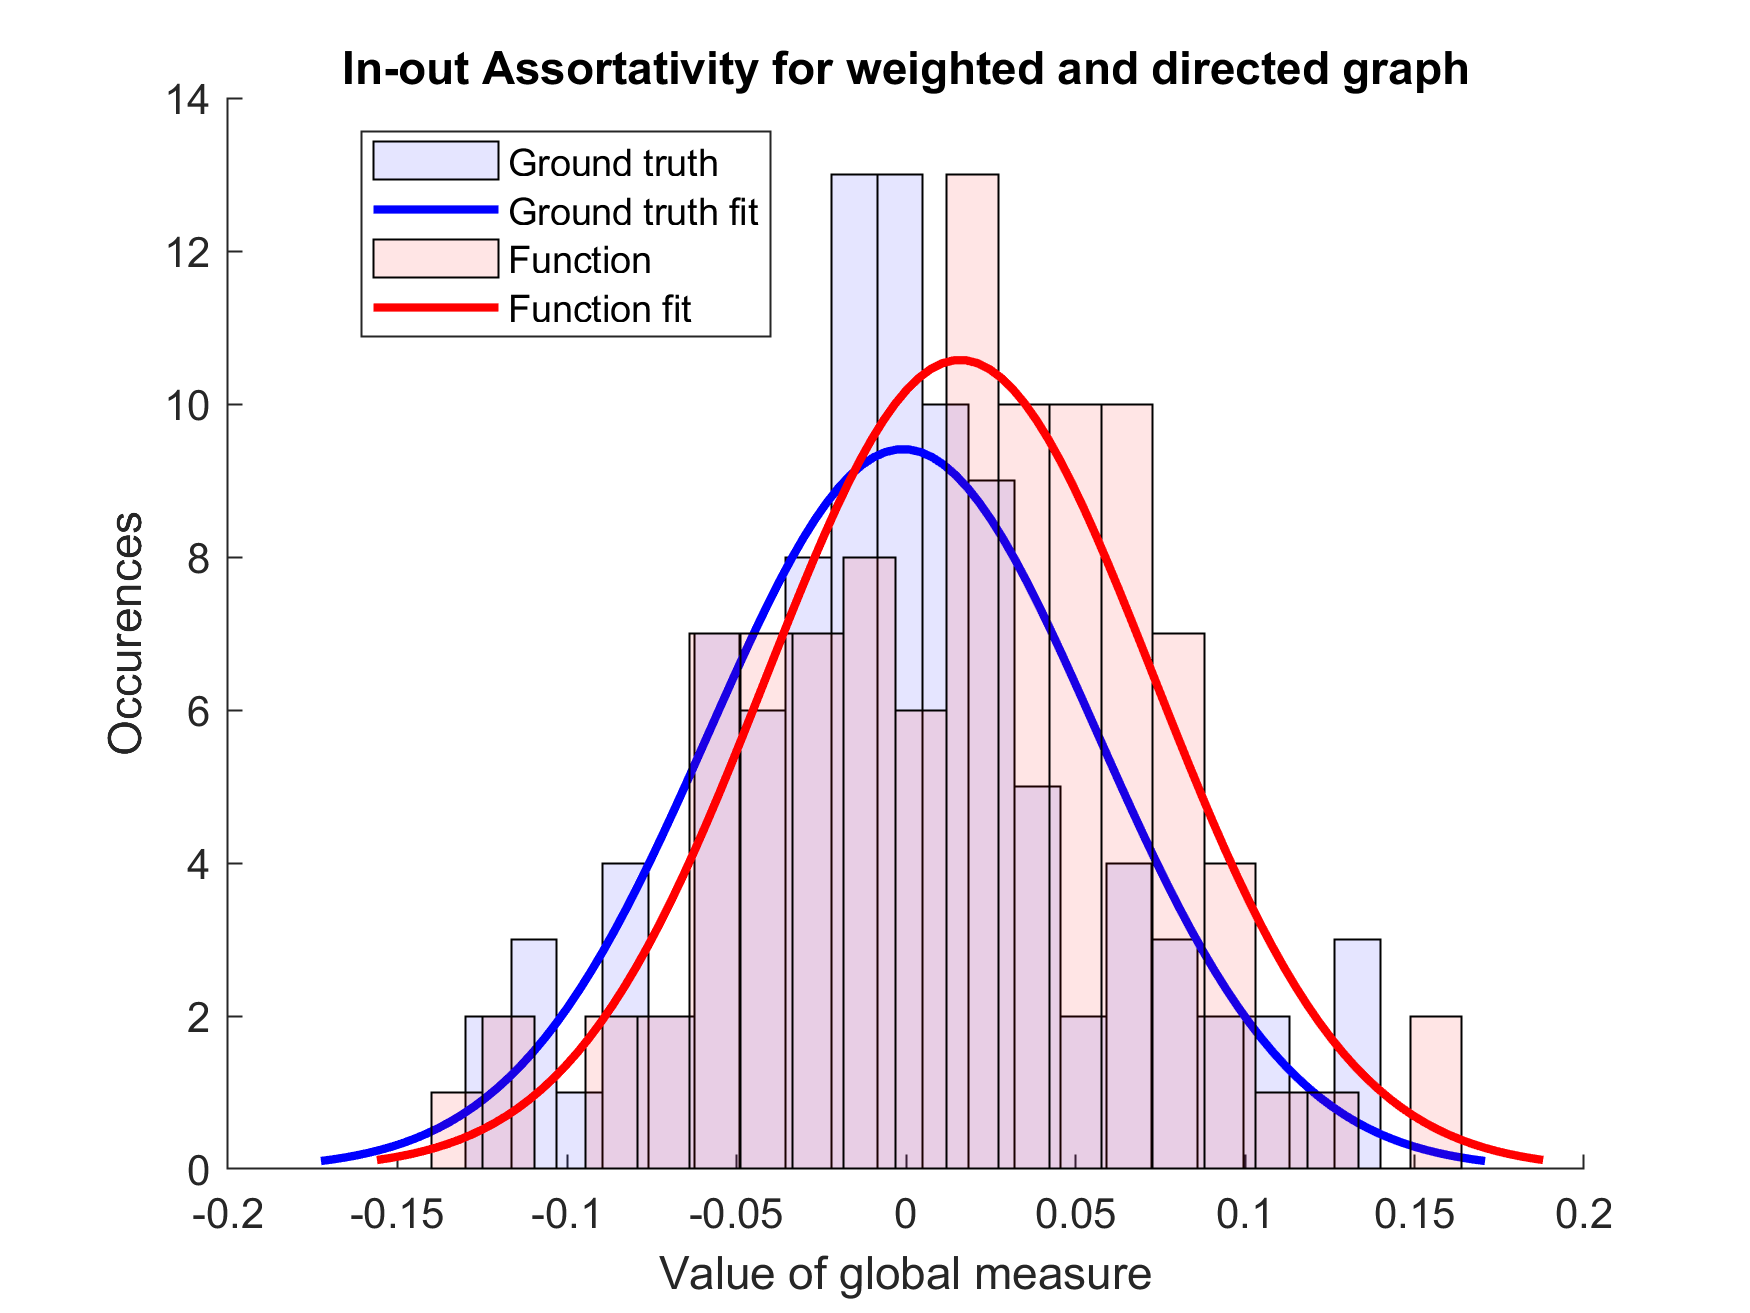 In-out Assortativity for weighted and directed graph
14
12
10
8
6
4
2
0
Occurences
Ground truth
Ground truth fit
Function
Function fit
-0.2 -0.15 -0.1 -0.05 0 0.05 0.1 0.15 0.2
Value of global measure